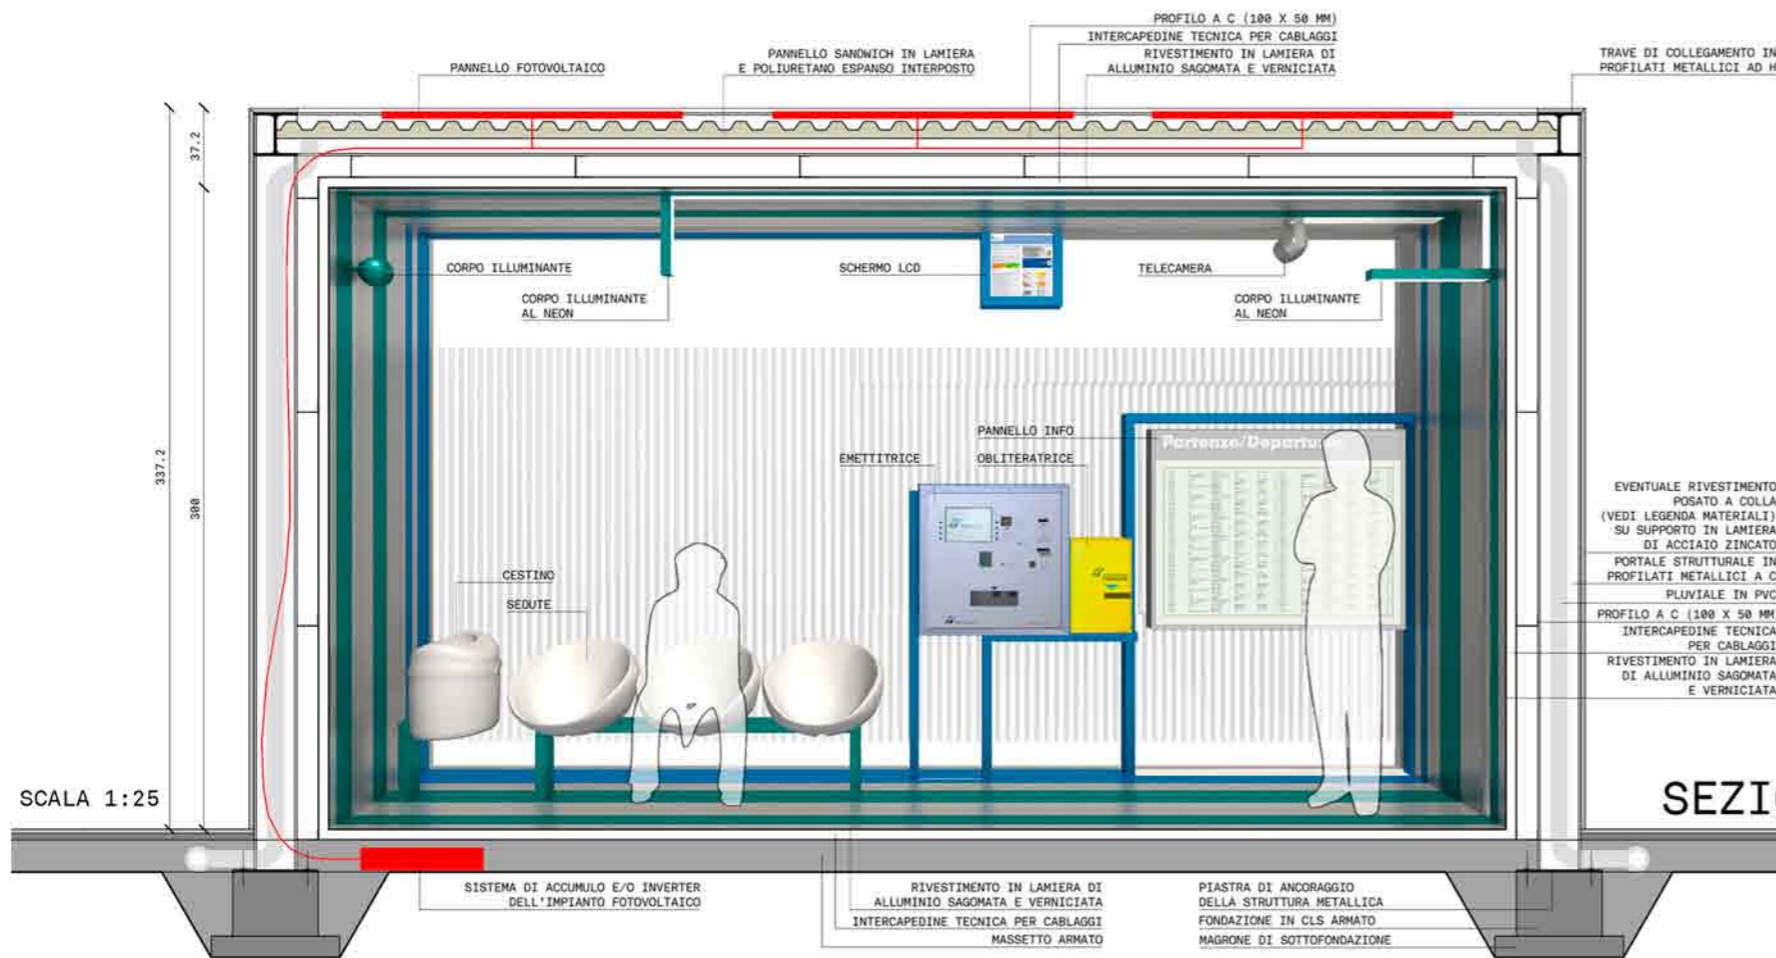 PROFILO A C (100 X 50 MM)
INTERCAPEDINE TECNICA PER CABLAGGI
RIVESTIMENTO IN LAMIERA DI
ALLUMINIO SAGOMATA E VERNICIATA
PANNELLO SANDWICH IN LAMIERA
E POLIURETANO ESPANSO INTERPOSTO
PANNELLO FOTOVOLTAICO
TRAVE DI COLLEGAMENTO IN
PROFILATI METALLICI AD H
37.2
337.2
300
CORPO ILLUMINANTE
CORPO ILLUMINANTE
AL NEON
SCHERMO LCD
TELECAMERA
CORPO ILLUMINANTE
AL NEON
PANNELLO INFO
Partenze/Departu
EMETTITRICE
OBLITERATRICE
CESTINO
SEDUTE
EVENTUALE RIVESTIMENTO
POSATO A COLLA
(VEDI LEGENDA MATERIALI)
SU SUPPORTO IN LAMIERA
DI ACCIAIO ZINCATO
PORTALE STRUTTURALE IN
PROFILATI METALLICI A C
PLUVIALE IN PVC
PROFILO A C (100 X 50 MM)
INTERCAPEDINE TECNICA
PER CABLAGGI
RIVESTIMENTO IN LAMIERA
DI ALLUMINIO SAGOMATA
E VERNICIATA
SCALA 1:25
SEZI
SISTEMA DI ACCUMULO E/O INVERTER
DELL'IMPIANTO FOTOVOLTAICO
RIVESTIMENTO IN LAMIERA DI
ALLUMINIO SAGOMATA E VERNICIATA
INTERCAPEDINE TECNICA PER CABLAGGI
MASSETTO ARMATO
PIASTRA DI ANCORAGGIO
DELLA STRUTTURA METALLICA
FONDAZIONE IN CLS ARMATO
MAGRONE DI SOTTOFONDAZIONE